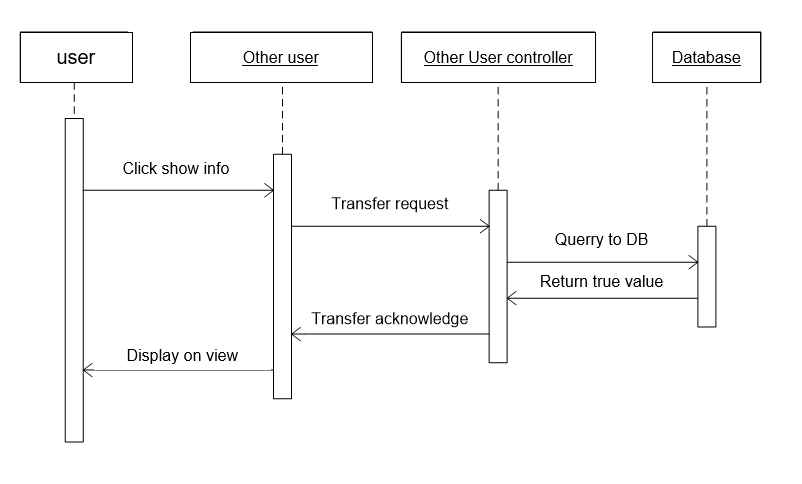 user
Other user
Other User controller
Database
Click show info
Transfer request
Querry to DB
Return true value
Transfer acknowledge
Display on view